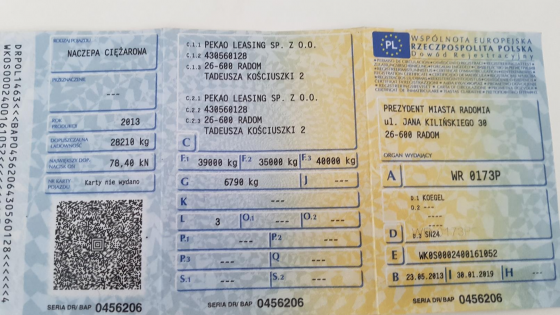 RODZAJ POJAZDU
NACZEPA CIĘŻAROWA
PRZEZNACZENIE
---
ROK PRODUKCJI
2013
DOPUSZCZALNA ŁADOWNOŚĆ
28210 kg
NAJWIĘKSZY DOP. NACISK OSI
78,40 kN
NR KARTY POJAZDU
Karty nie wydano
SERIA DR/ BAP 0456206
C.1.1 PEKAO LEASING SP. Z O.O.
C.1.2 430560128
C.1.3 26-600 RADOM
TADEUSZA KOŚCIUSZKI 2
C.2.1 PEKAO LEASING SP. Z O.O.
C.2.2 430560128
C.2.3 26-600 RADOM
TADEUSZA KOŚCIUSZKI 2
C
F.1 39000 kg F.2 35000 kg F.3 40000 kg
G 6790 kg J ---
K ---
L 3 O.1 --- O.2 ---
P.1 --- P.2 ---
P.3 --- Q ---
S.1 --- S.2 ---
SERIA DR/ BAP 0456206
PL
WSPÓLNOTA EUROPEJSKA
RZECZPOSPOLITA POLSKA
Dowód Rejestracyjny
PREZYDENT MIASTA RADOMIA
ul. JANA KILIŃSKIEGO 30
26-600 RADOM
ORGAN WYDAJĄCY
A WR 0173P
D.1 KOEGEL
D.2 ---
----
----
D D.3 SN24
E WK0S0002400161052
B 23.05.2013 I 30.01.2019 H ---
SERIA DR/ BAP 0456206